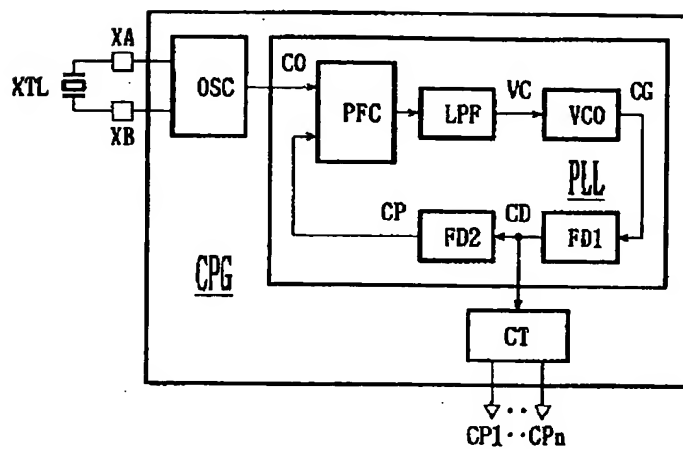 XA
XTL
XB
OSC
CO
PFC
LPF
VC
VCO
CG
PLL
CP
FD2
CD
FD1
CPG
CT
CP1··CPn